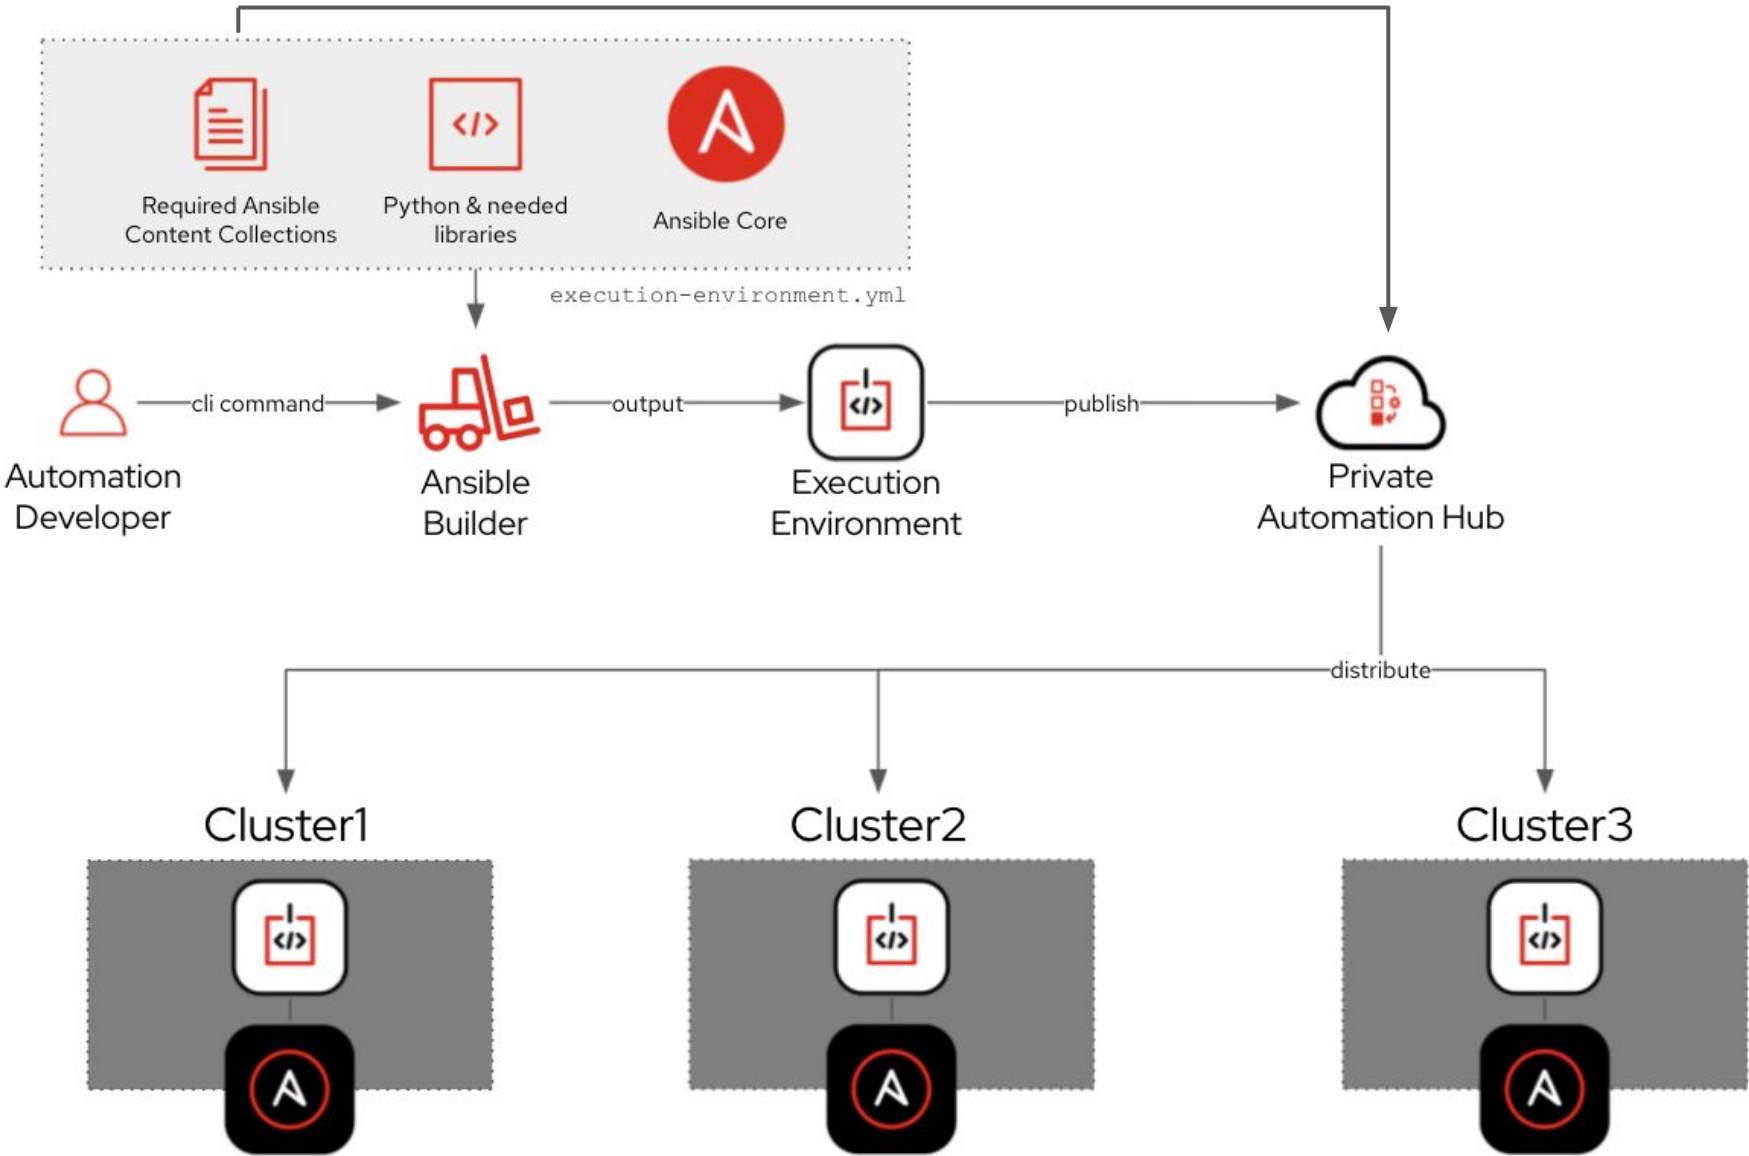 Required Ansible
Content Collections
Python & needed
libraries
Ansible Core
execution-environment.yml
cli command
output
publish
Automation
Developer
Ansible
Builder
Execution
Environment
Private
Automation Hub
distribute
Cluster1
Cluster2
Cluster3